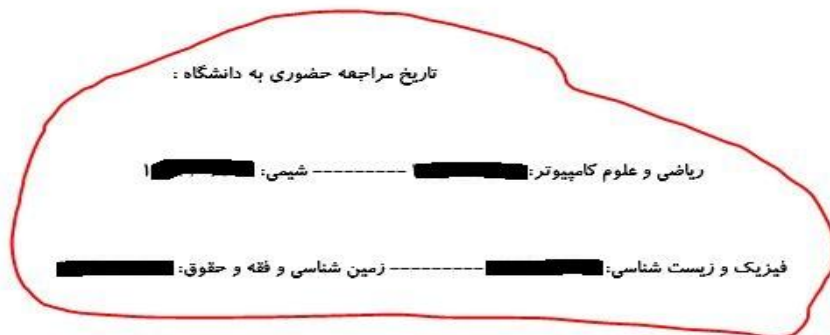 تاریخ مراجعه حضوری به دانشگاه :
ریاضی و علوم کامپیوتر: --------- شیمی:
فیزیک و زیست شناسی: --------- زمین شناسی و فقه و حقوق: